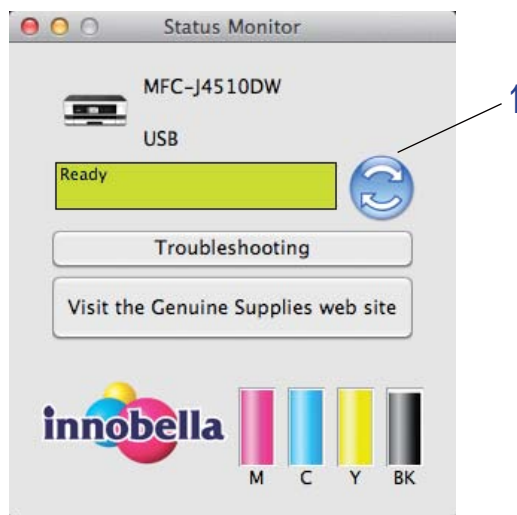 Status Monitor
MFC-J4510DW
1
USB
Ready
Troubleshooting
Visit the Genuine Supplies web site
innobella
M C Y BK